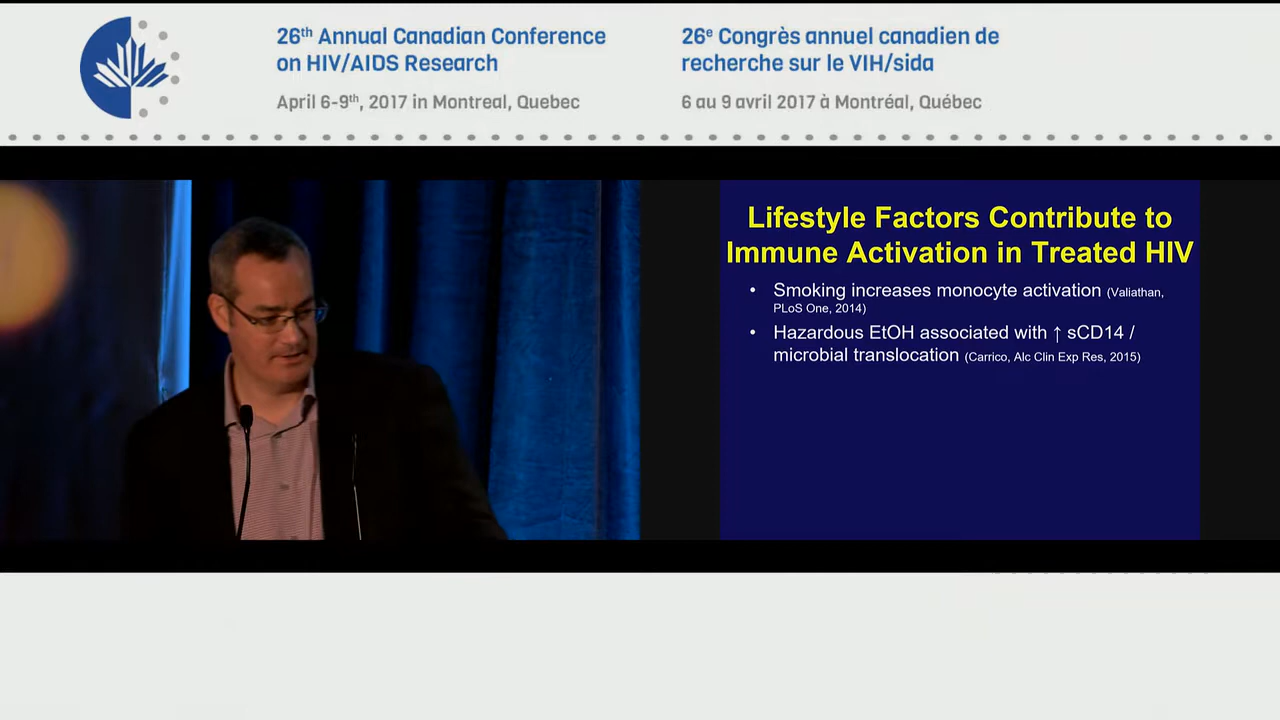 26th Annual Canadian Conference
on HIV/AIDS Research
April 6-9th, 2017 in Montreal, Quebec
26e Congrès annuel canadien de
recherche sur le VIH/sida
6 au 9 avril 2017 à Montréal, Québec
Lifestyle Factors Contribute to
Immune Activation in Treated HIV
• Smoking increases monocyte activation (Valiathan,
PLoS One, 2014)
• Hazardous EtOH associated with ↑ sCD14 /
microbial translocation (Carrico, Alc Clin Exp Res, 2015)